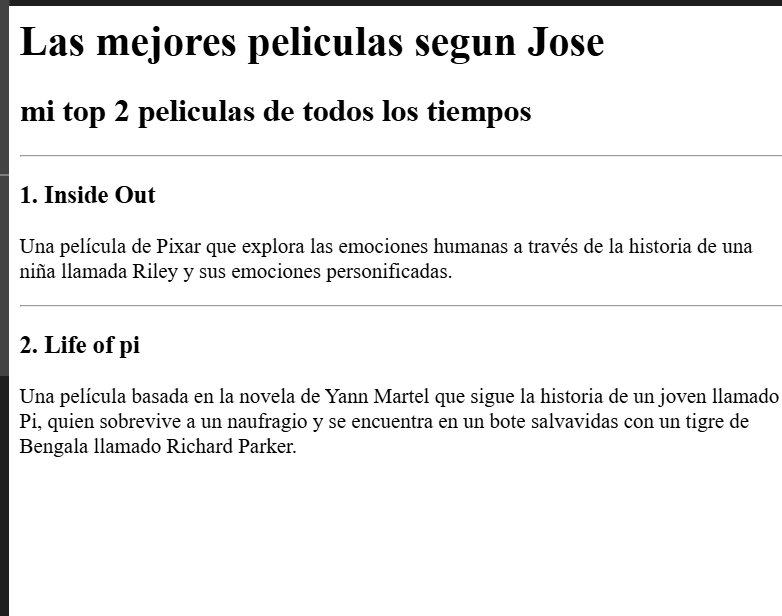 Las mejores peliculas segun Jose
mi top 2 peliculas de todos los tiempos
1. Inside Out
Una película de Pixar que explora las emociones humanas a través de la historia de una
niña llamada Riley y sus emociones personificadas.
2. Life of pi
Una película basada en la novela de Yann Martel que sigue la historia de un joven llamado
Pi, quien sobrevive a un naufragio y se encuentra en un bote salvavidas con un tigre de
Bengala llamado Richard Parker.